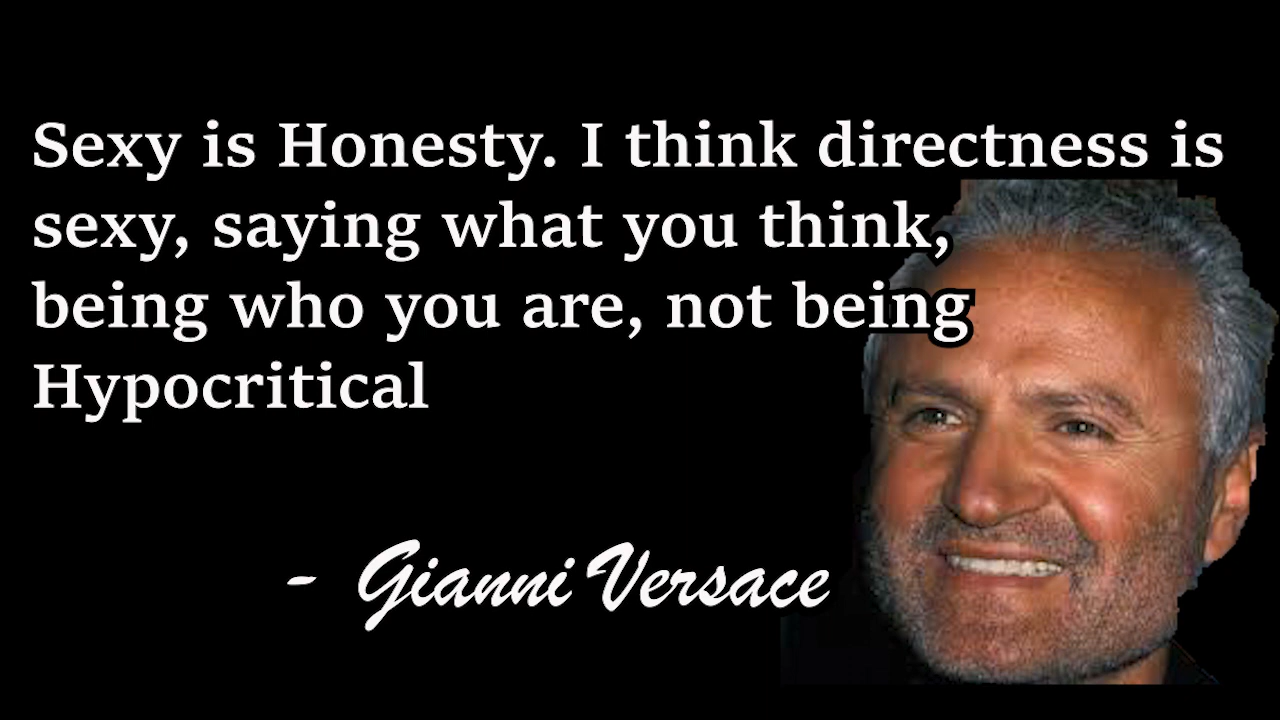 Sexy is Honesty. I think directness is
sexy, saying what you think,
being who you are, not being
Hypocritical
- Gianni Versace